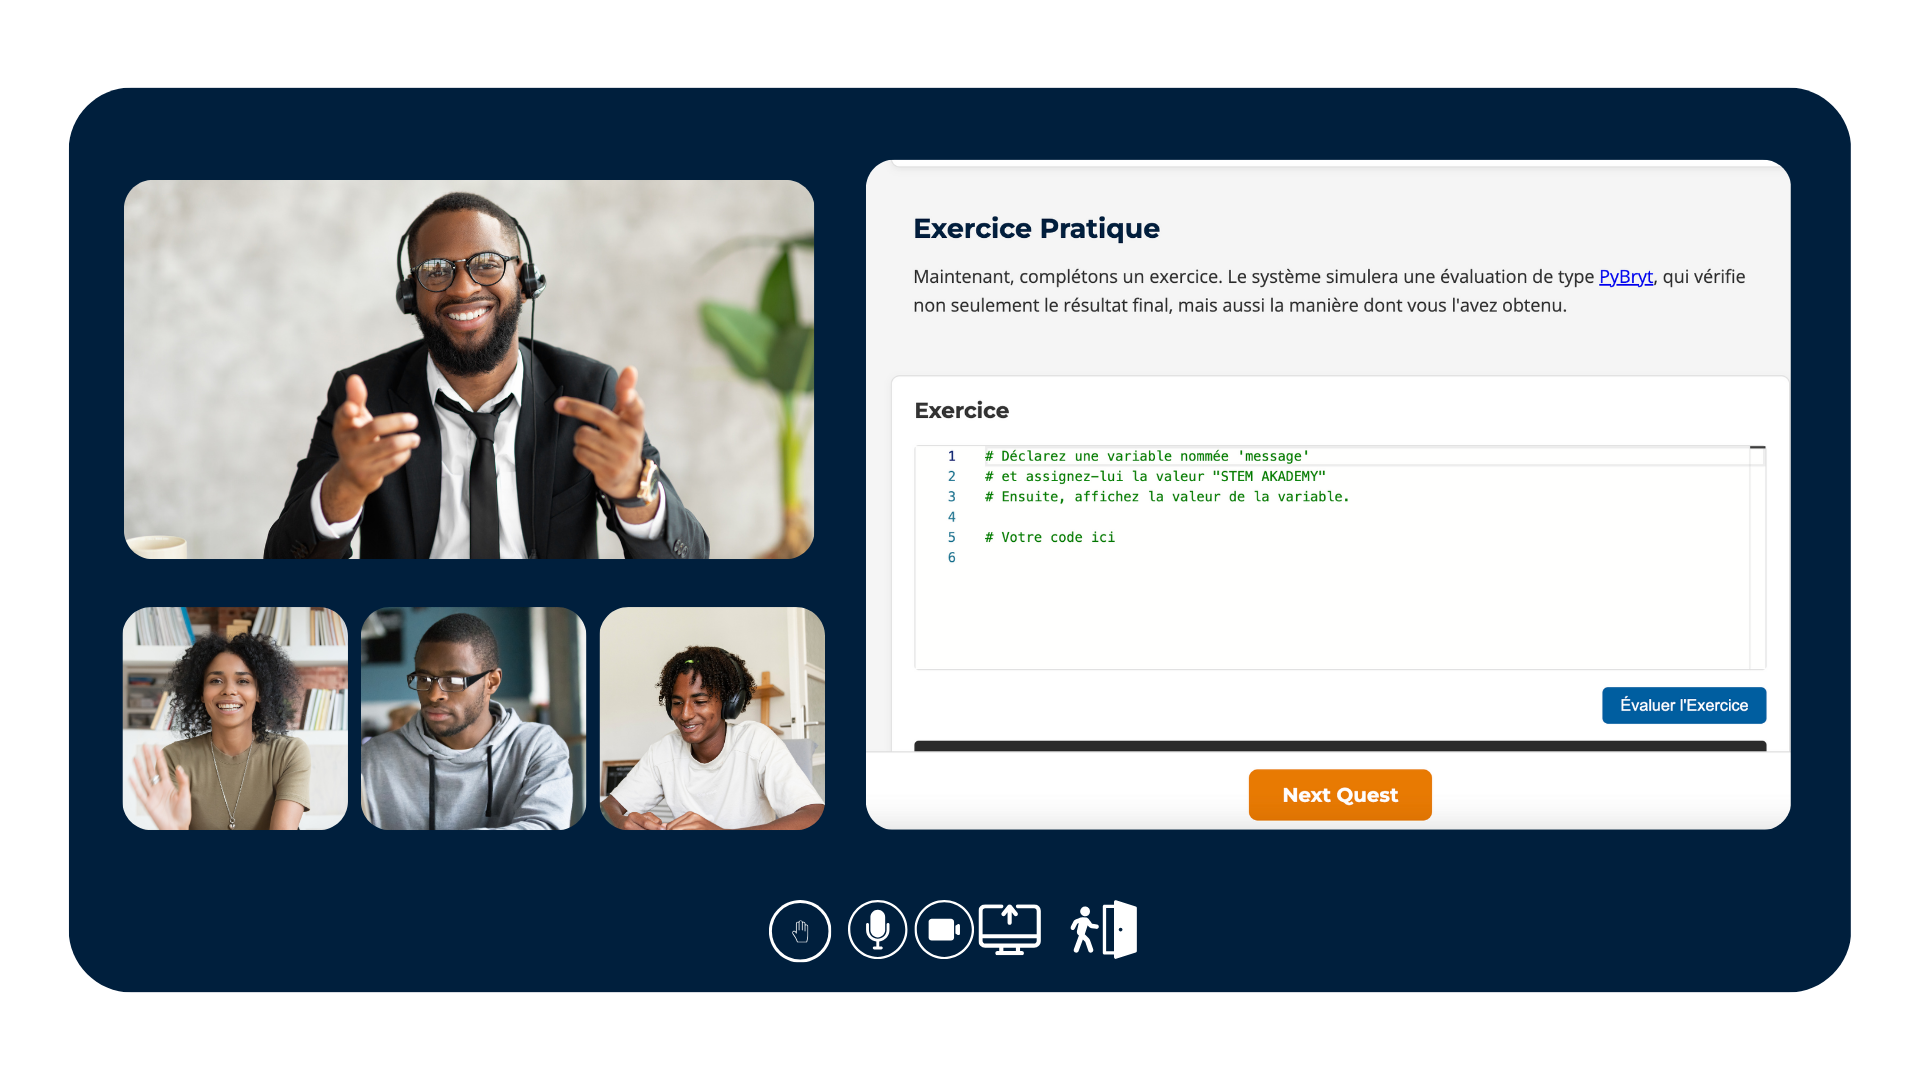 Exercice Pratique
Maintenant, complétons un exercice. Le système simulera une évaluation de type PyBryt, qui vérifie
non seulement le résultat final, mais aussi la manière dont vous l'avez obtenu.
Exercice
1 # Déclarez une variable nommée 'message'
2 # et assignez-lui la valeur "STEM AKADEMY"
3 # Ensuite, affichez la valeur de la variable.
4
5 # Votre code ici
6
Évaluer l'Exercice
Next Quest